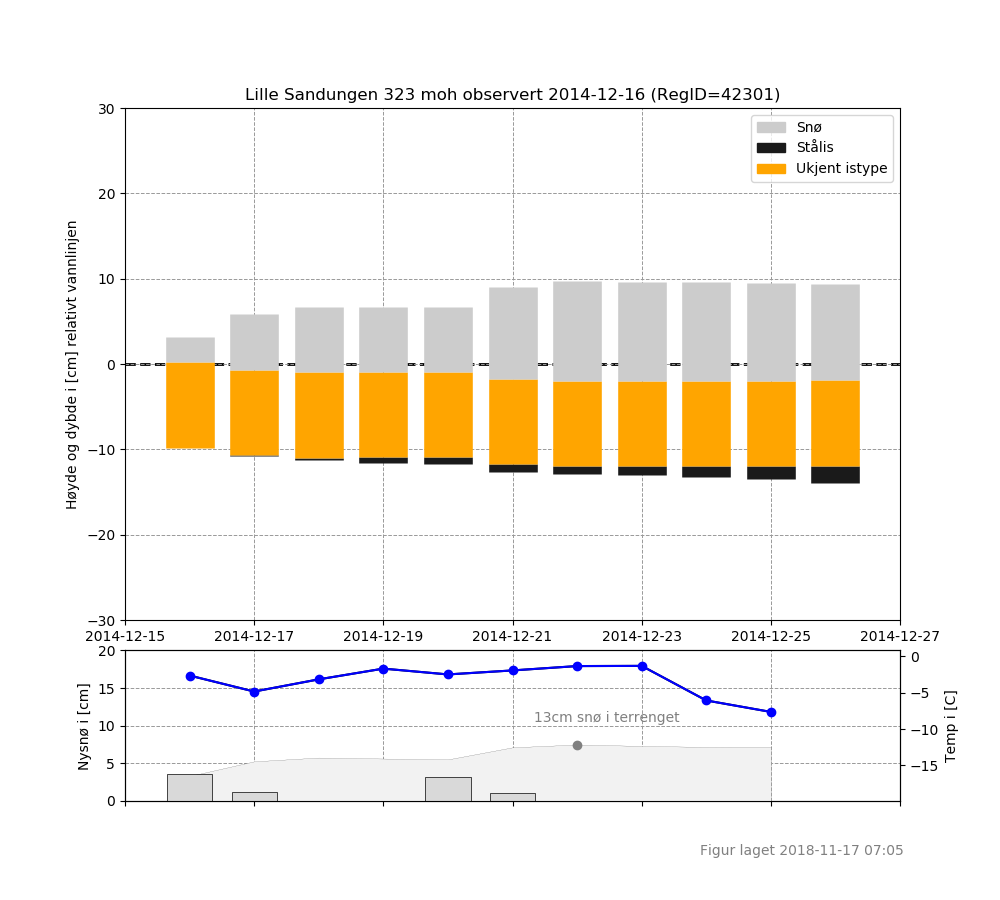 Lille Sandungen 323 moh observert 2014-12-16 (RegID=42301)
Snø
Stålis
Ukjent istype
Høyde og dybde i [cm] relativt vannlinjen
30
20
10
0
−10
−20
−30
2014-12-15 2014-12-17 2014-12-19 2014-12-21 2014-12-23 2014-12-25 2014-12-27
Nysnø i [cm]
20
15
10
5
0
13cm snø i terrenget
0
−5
−10
−15
Temp i [C]
Figur laget 2018-11-17 07:05